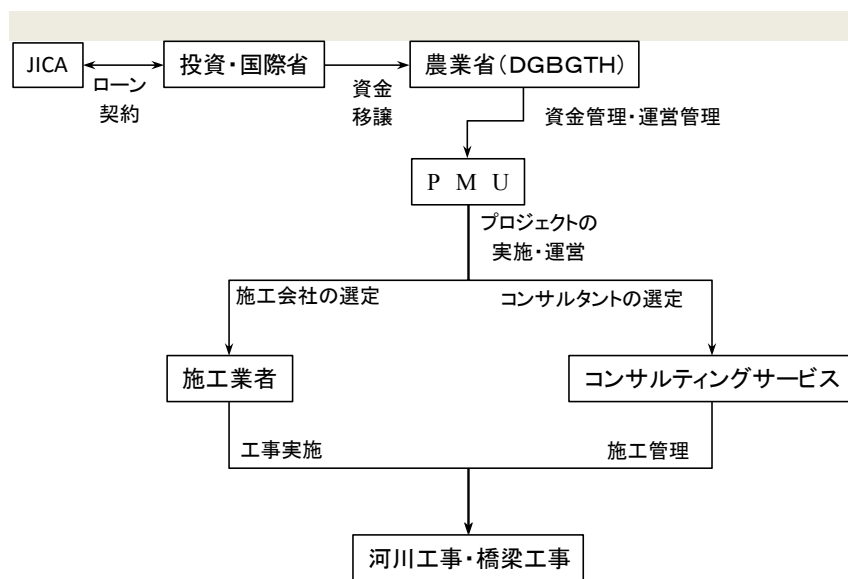 JICA
投資・国際省
農業省(DGBGTH)
ローン
契約
資金
移譲
資金管理・運営管理
P M U
プロジェクトの
実施・運営
施工会社の選定
コンサルタントの選定
施工業者
コンサルティングサービス
工事実施
施工管理
河川工事・橋梁工事